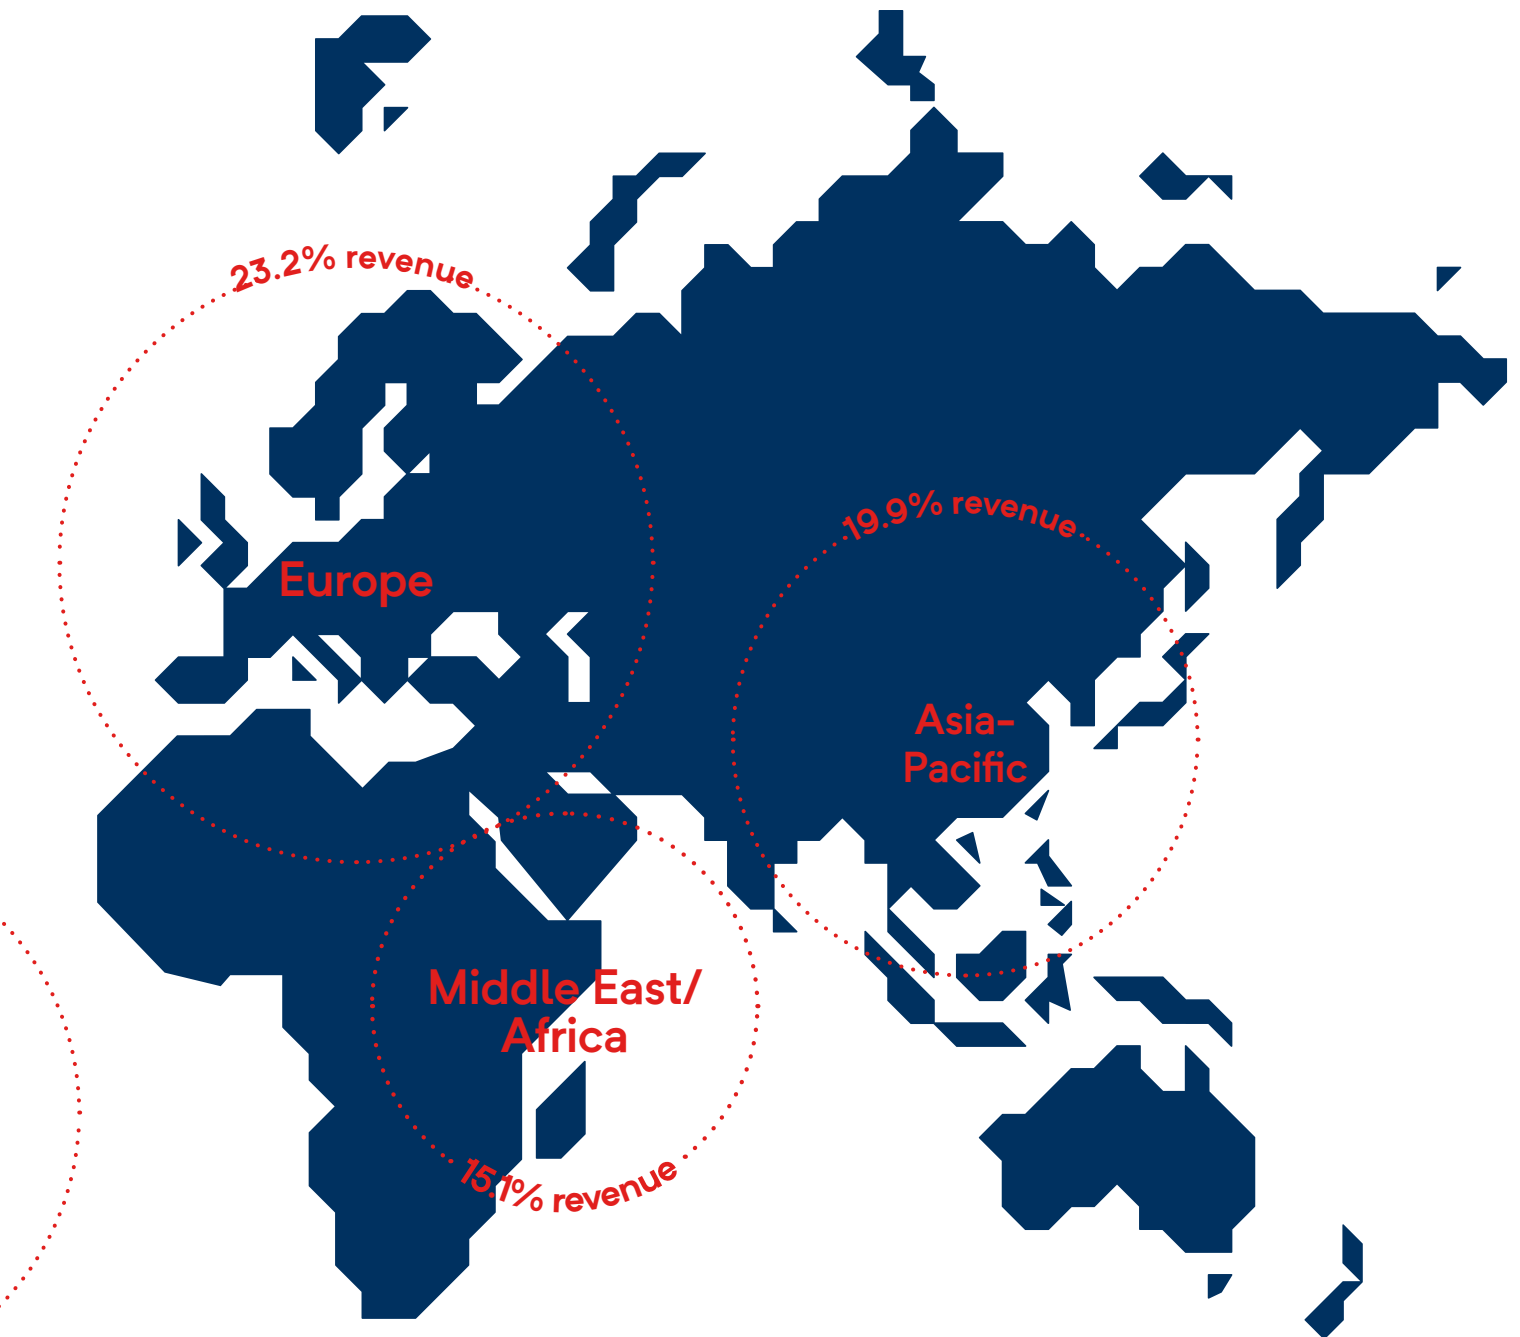 23.2% revenue
Europe
19.9% revenue
Asia-
Pacific
Middle East/
Africa
15.1% revenue